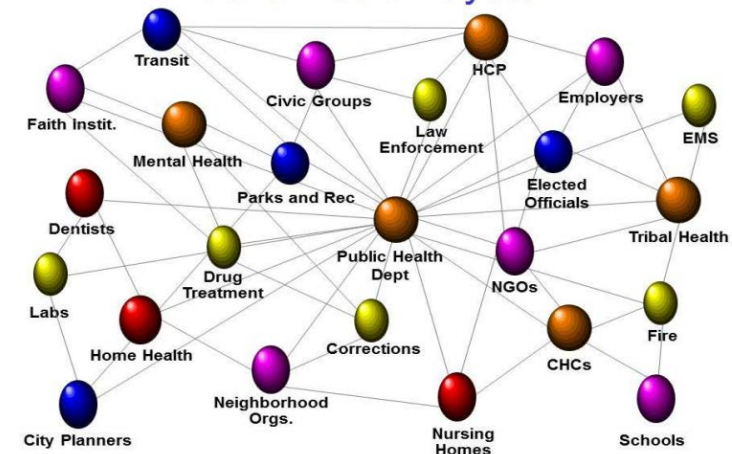 Transit
HCP
Civic Groups
Employers
Faith Instit.
Law
Enforcement
EMS
Mental Health
Parks and Rec
Elected
Officials
Dentists
Tribal Health
Public Health
Dept
Drug
Treatment
NGOs
Labs
Home Health
Corrections
Fire
CHCs
Neighborhood
Orgs.
City Planners
Nursing
Homes
Schools